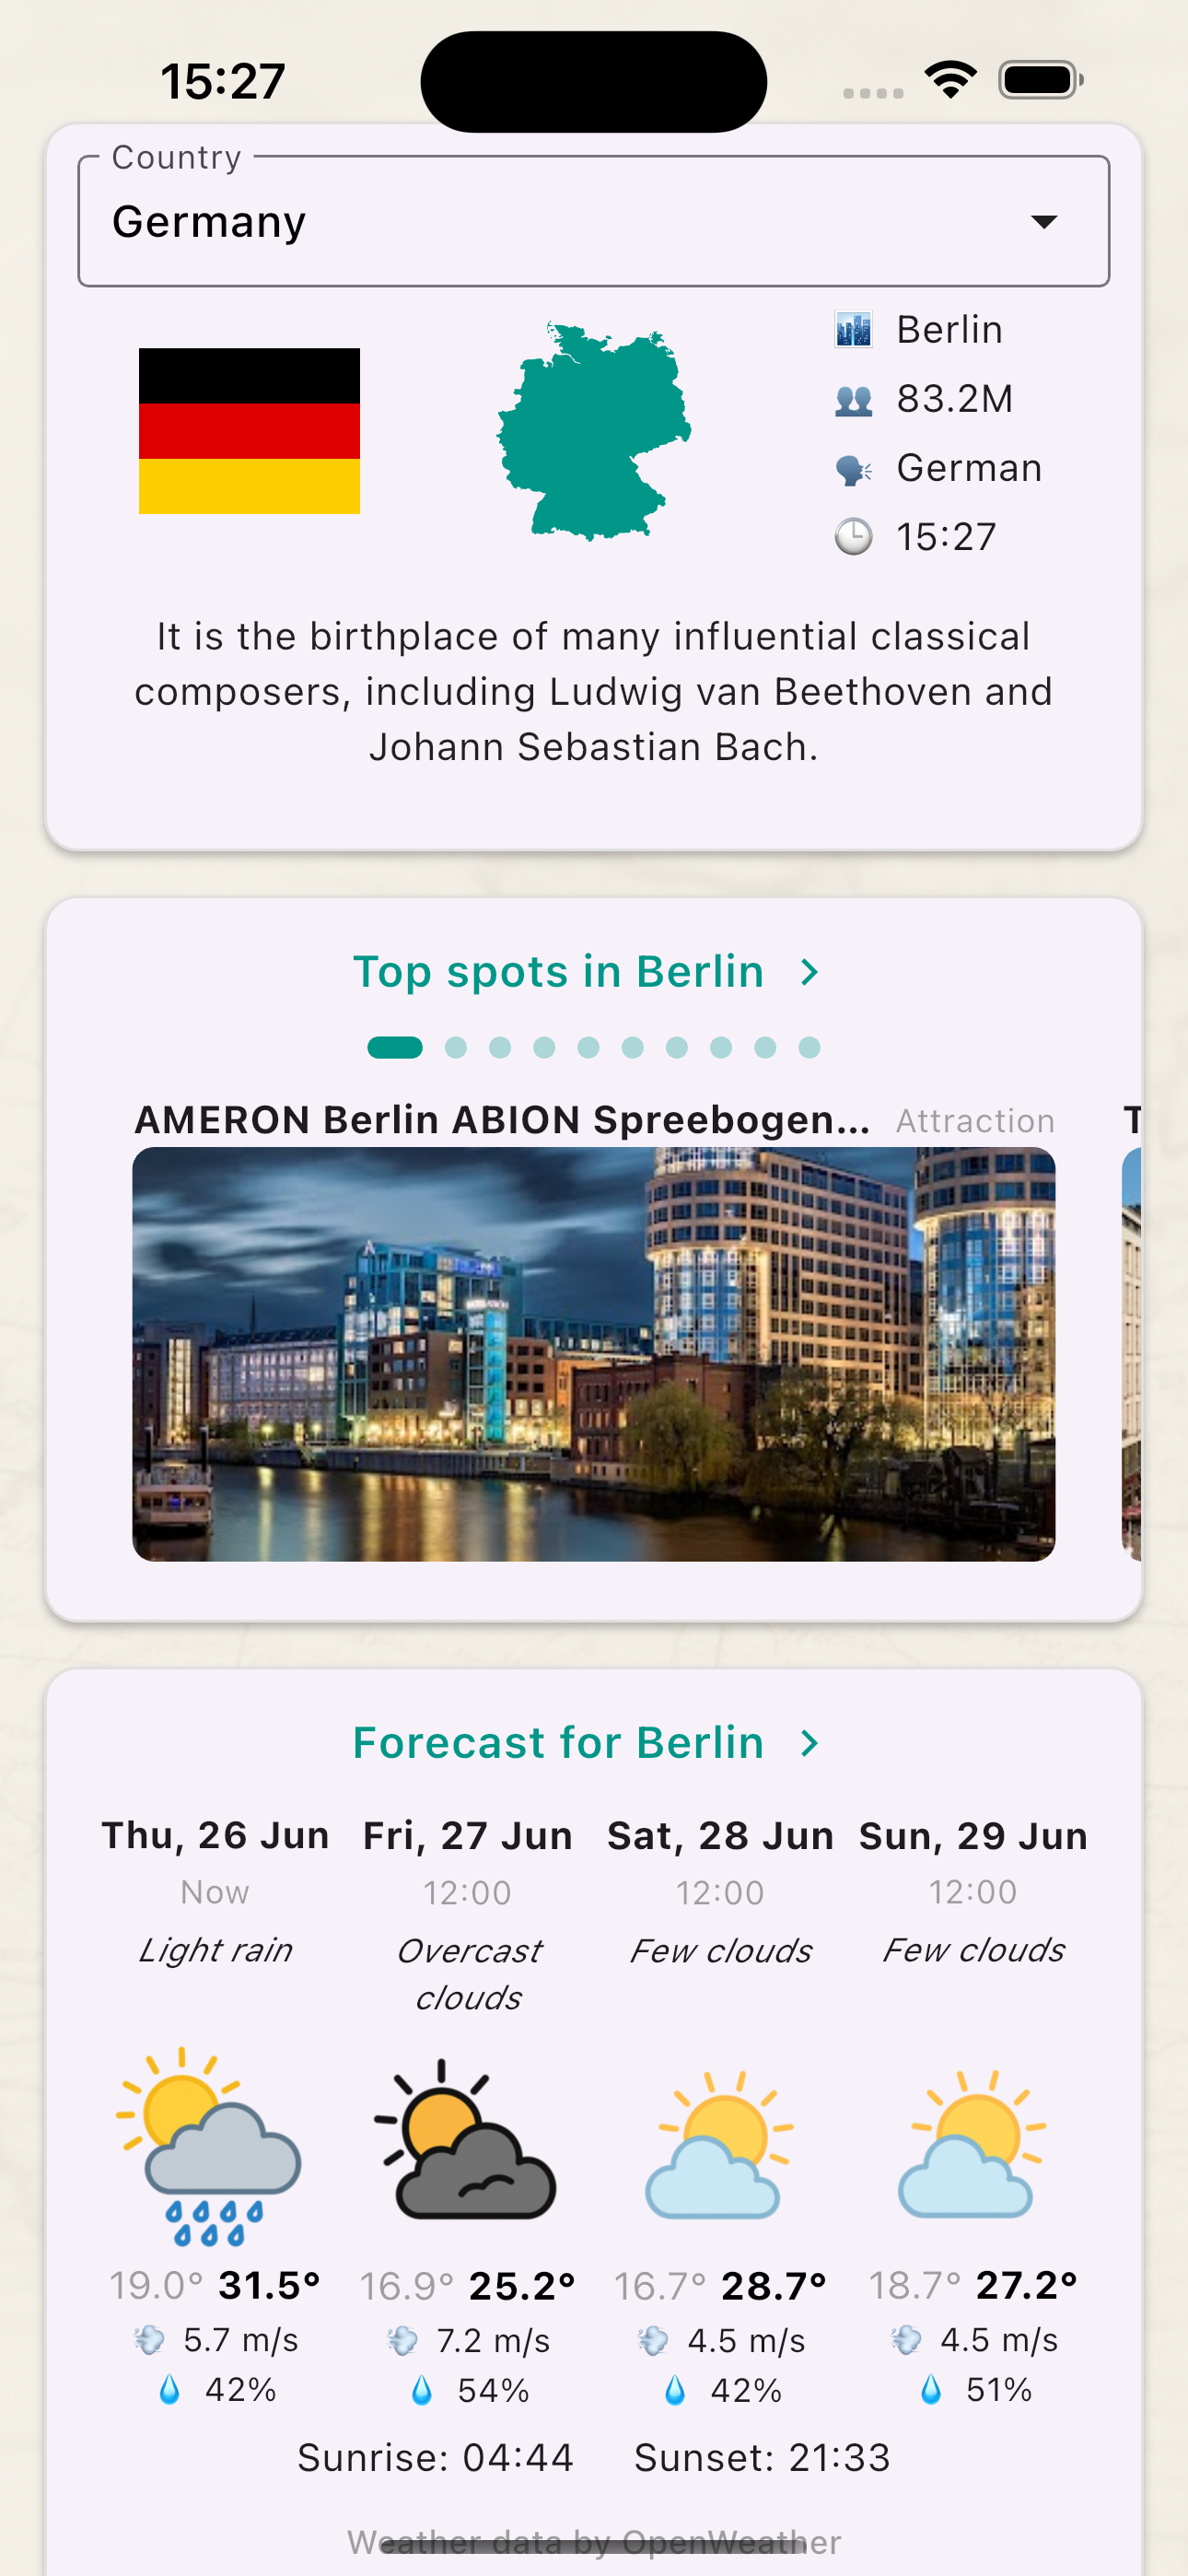 15:27
Country
Germany
Berlin
83.2M
German
15:27
It is the birthplace of many influential classical
composers, including Ludwig van Beethoven and
Johann Sebastian Bach.
Top spots in Berlin
AMERON Berlin ABION Spreebogen... Attraction
T
Forecast for Berlin
Thu, 26 Jun Fri, 27 Jun Sat, 28 Jun Sun, 29 Jun
Now 12:00 12:00 12:00
Light rain Overcast clouds Few clouds Few clouds
19.0° 31.5° 16.9° 25.2° 16.7° 28.7° 18.7° 27.2°
5.7 m/s 7.2 m/s 4.5 m/s 4.5 m/s
42% 54% 42% 51%
Sunrise: 04:44 Sunset: 21:33
Weather data by OpenWeather